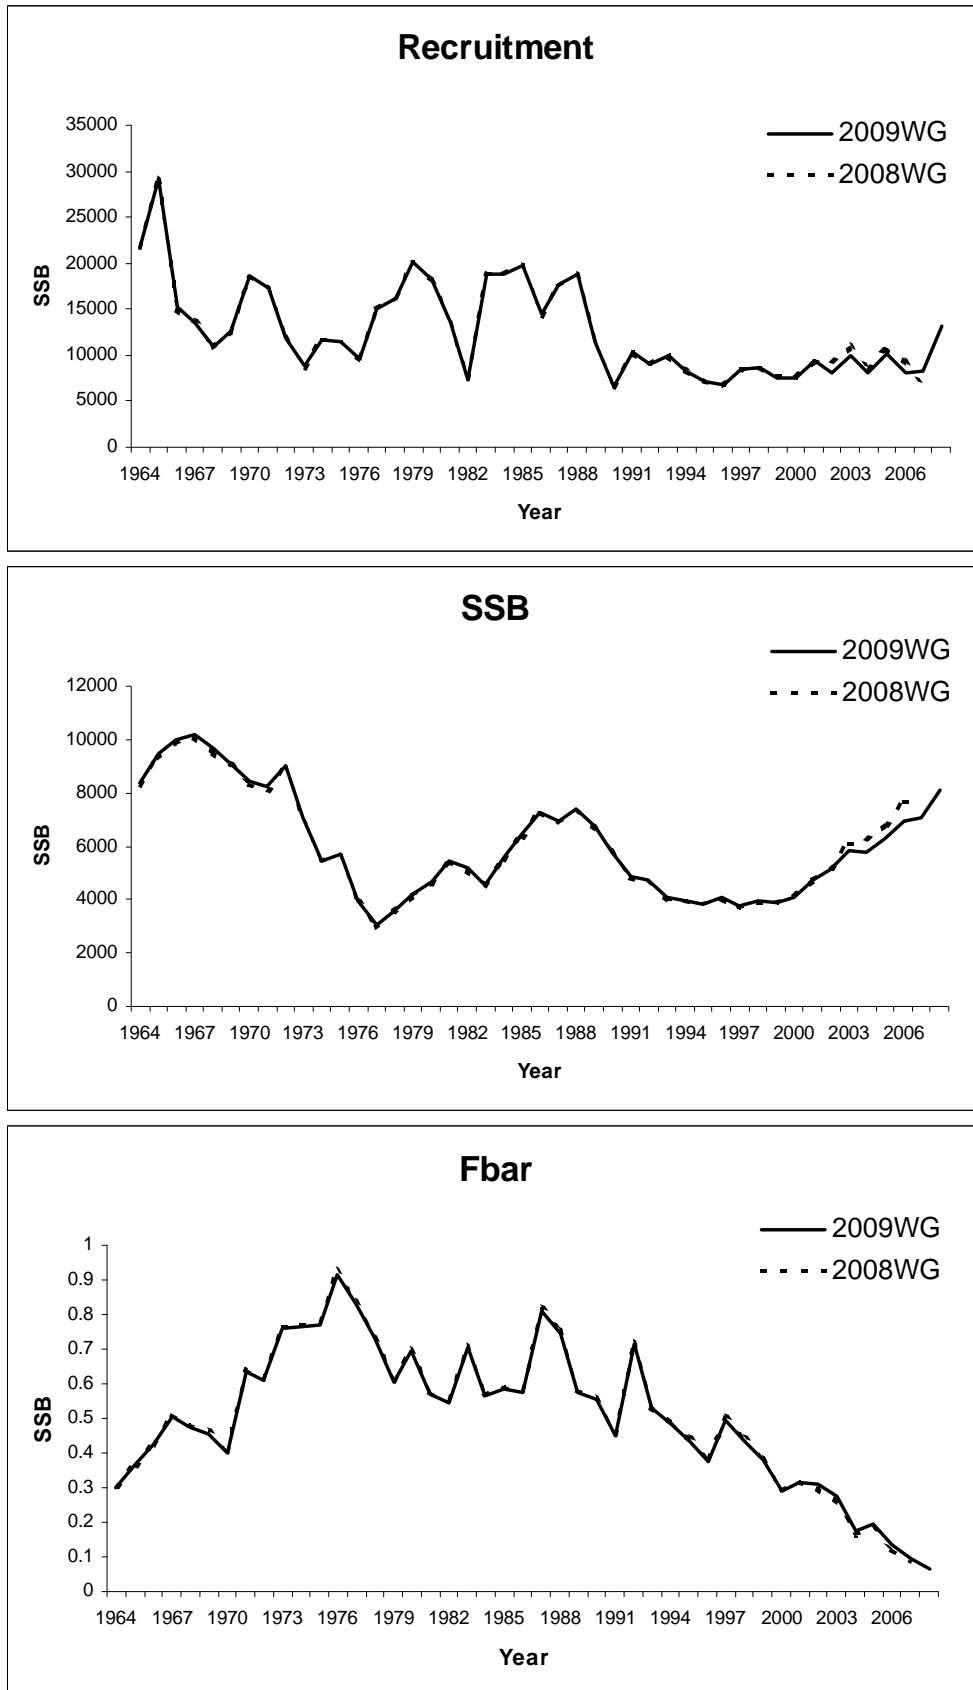 Recruitment
2009WG
2008WG
35000
30000
25000
20000
15000
10000
5000
0
SSB
1964 1967 1970 1973 1976 1979 1982 1985 1988 1991 1994 1997 2000 2003 2006
Year
SSB
2009WG
2008WG
12000
10000
8000
6000
4000
2000
0
SSB
1964 1967 1970 1973 1976 1979 1982 1985 1988 1991 1994 1997 2000 2003 2006
Year
Fbar
2009WG
2008WG
1
0.9
0.8
0.7
0.6
0.5
0.4
0.3
0.2
0.1
0
SSB
1964 1967 1970 1973 1976 1979 1982 1985 1988 1991 1994 1997 2000 2003 2006
Year